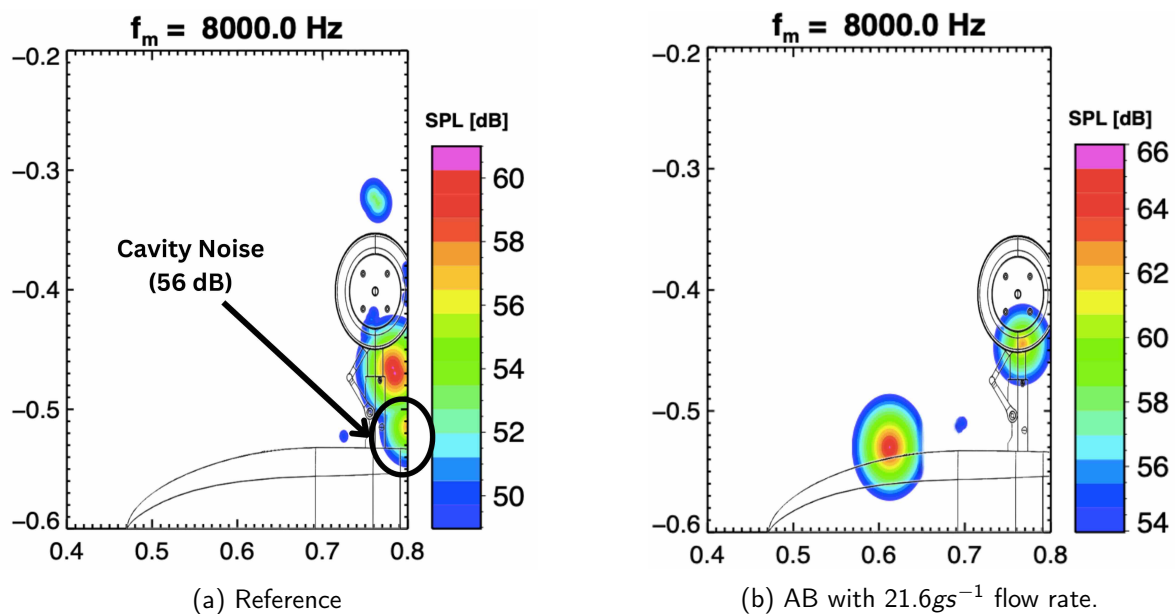 f_m = 8000.0 Hz
−0.2
−0.3
−0.4
−0.5
−0.6
0.4 0.5 0.6 0.7 0.8
Cavity Noise
(56 dB)
SPL [dB]
60
58
56
54
52
50
(a) Reference
f_m = 8000.0 Hz
−0.2
−0.3
−0.4
−0.5
−0.6
0.4 0.5 0.6 0.7 0.8
SPL [dB]
66
64
62
60
58
56
54
(b) AB with 21.6gs⁻¹ flow rate.